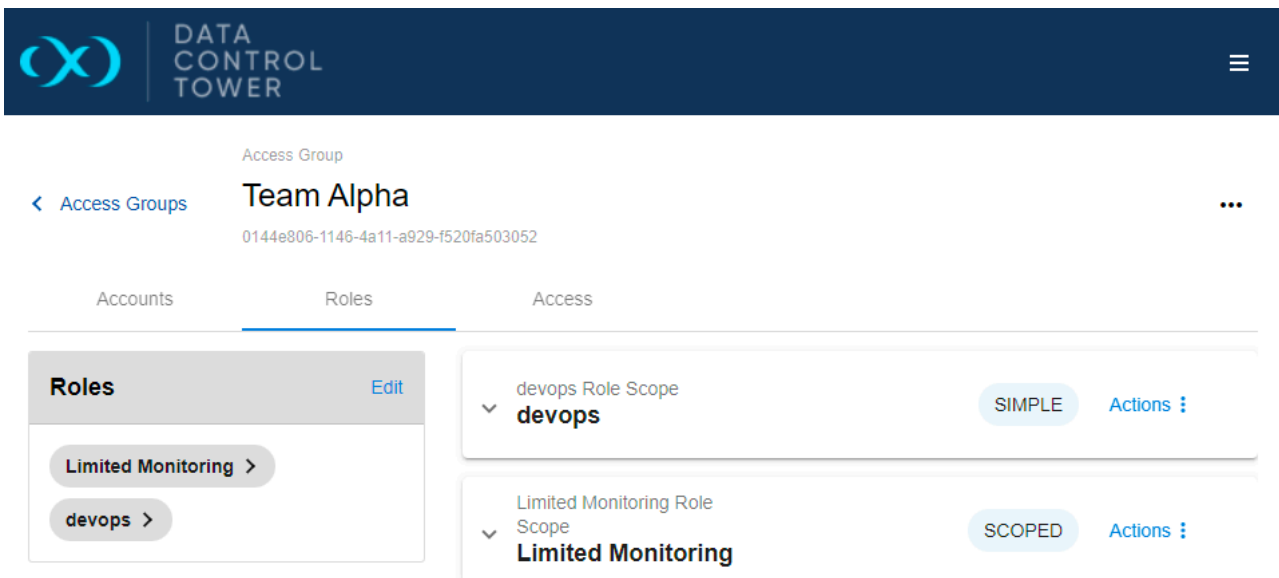 DATA
CONTROL
TOWER
Access Group
Access Groups
Team Alpha
0144e806-1146-4a11-a929-f520fa503052
Accounts Roles Access
Roles Edit
Limited Monitoring
devops
devops Role Scope
devops
SIMPLE Actions
Limited Monitoring Role
Scope
Limited Monitoring
SCOPED Actions